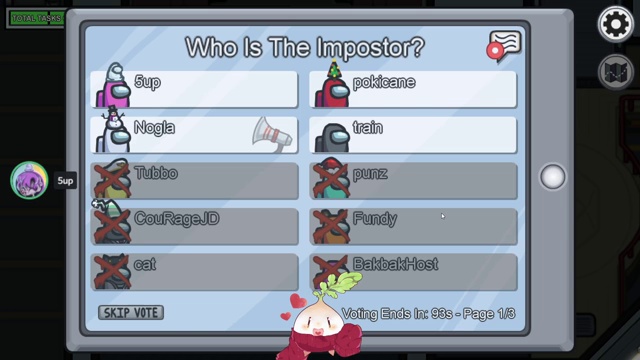 TOTAL TASKS
Who Is The Impostor?
5up
pokicane
Nogla
train
5up
Tubbo
punz
CouRageJD
Fundy
cat
BakbakHost
SKIP VOTE
Voting Ends In: 93s - Page 1/3